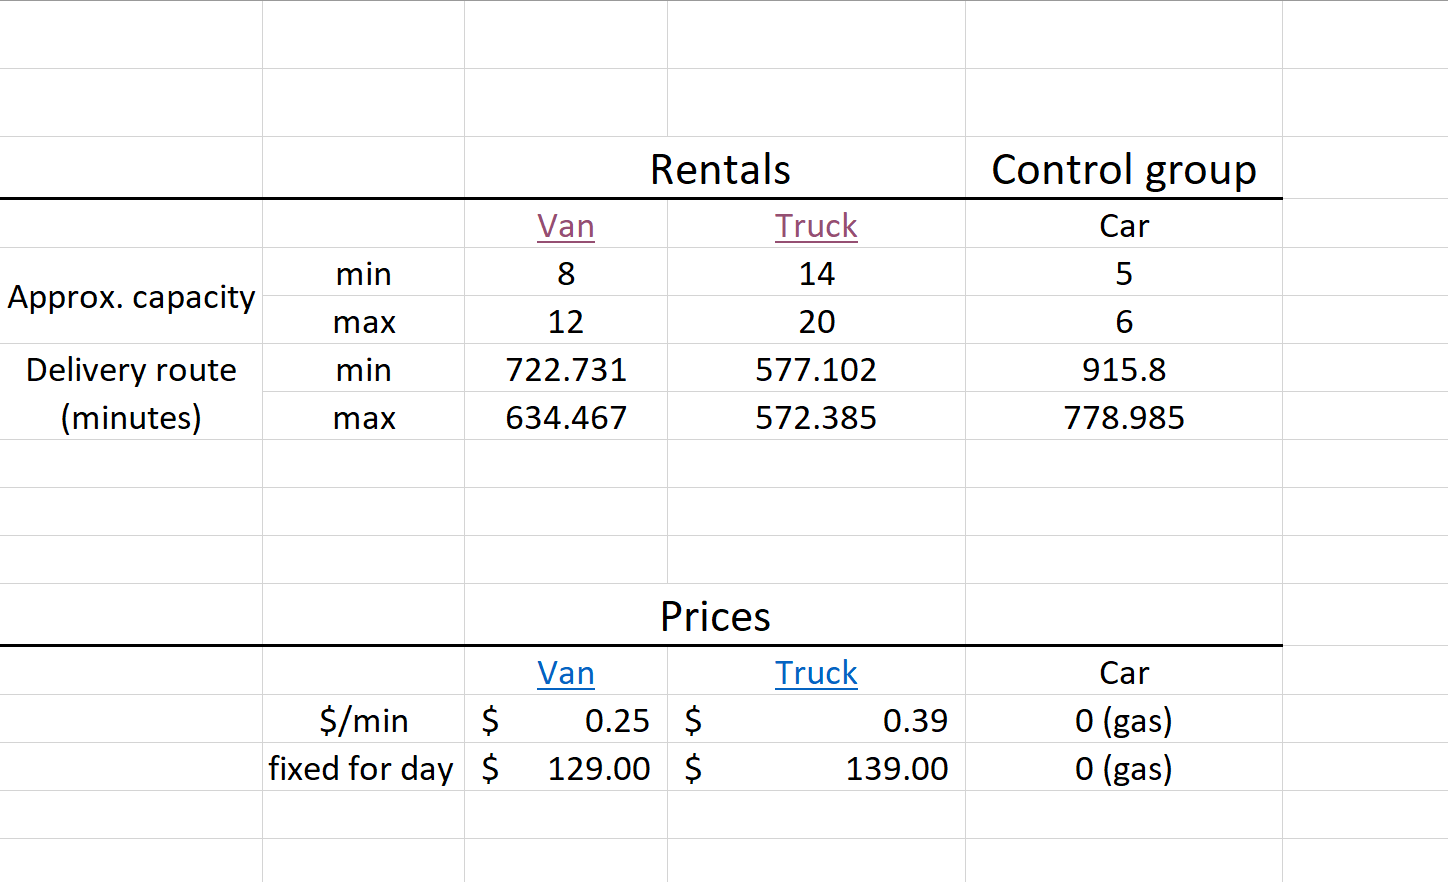 Rentals Control group
Van Truck Car
Approx. capacity min 8 14 5
max 12 20 6
Delivery route min 722.731 577.102 915.8
(minutes) max 634.467 572.385 778.985
Prices
Van Truck Car
$/min $ 0.25 $ 0.39 0 (gas)
fixed for day $ 129.00 $ 139.00 0 (gas)